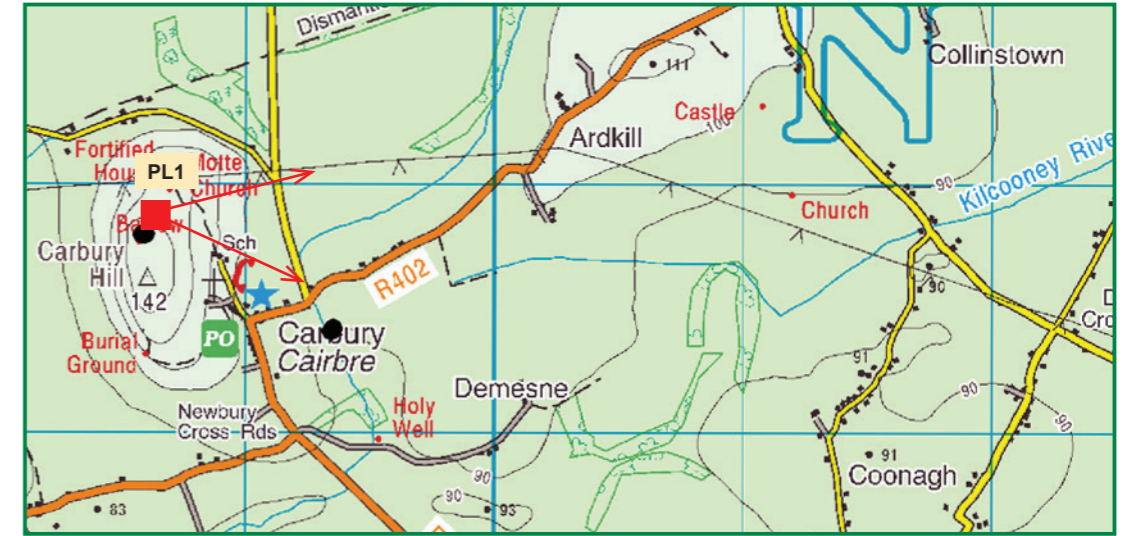 Dismantl
Collinstown
111
Castle
100
Ardkill
Fortified
Hou
PL1
Motte
Church
90
Kilcooney Rive
Church
Sch
Carbury
Hill
142
R402
90
PO
Carbury
Cairbre
Burial
Ground
91
D
Cro
Demesne
90
90
Newbury
Cross Rds
Holy
Well
90
91
Coonagh
90
93
83